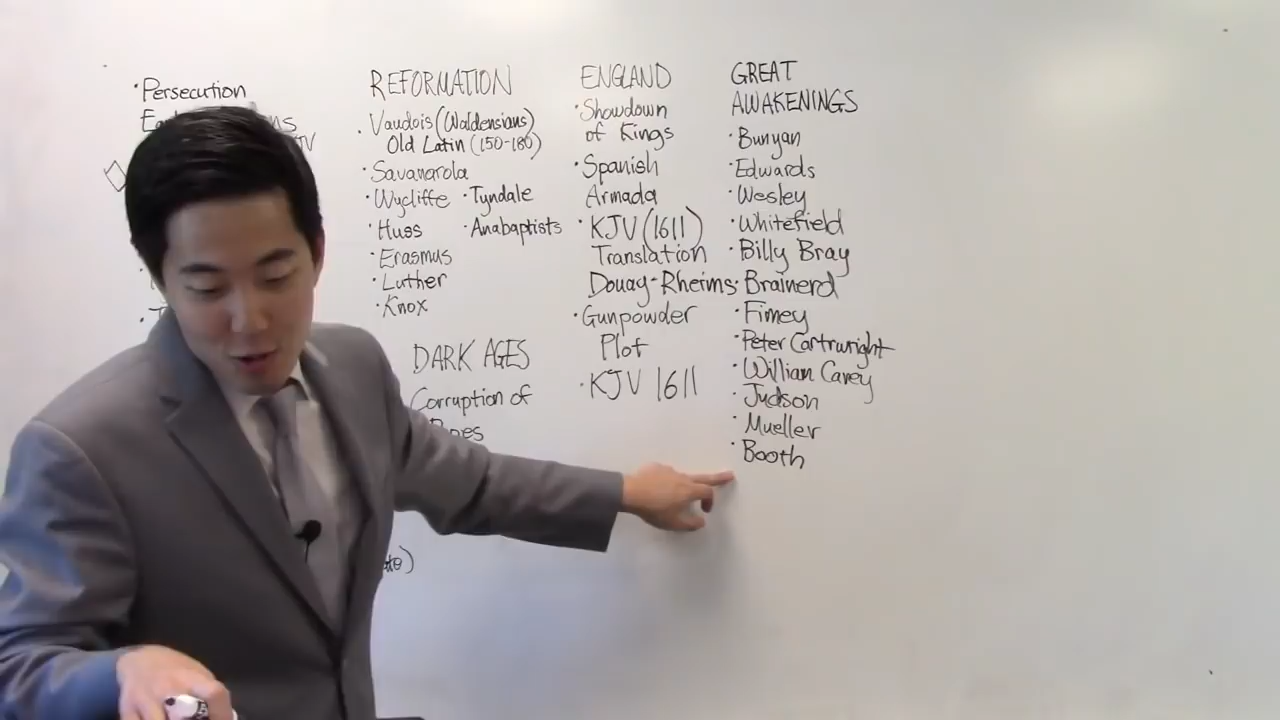 · Persecution
REFORMATION
· Vaudois (Waldensians)
Old Latin (150-180)
· Savanarola
· Wycliffe · Tyndale
· Huss · Anabaptists
· Erasmus
· Luther
· Knox
DARK AGES
Corruption of
Popes
ENGLAND
· Showdown
of Kings
· Spanish
Armada
· KJV (1611)
Translation
Douay-Rheims
· Gunpowder
Plot
· KJV 1611
GREAT
AWAKENINGS
· Bunyan
· Edwards
· Wesley
· Whitefield
· Billy Bray
· Brainerd
· Finney
· Peter Cartwright
· William Carey
· Judson
· Mueller
· Booth